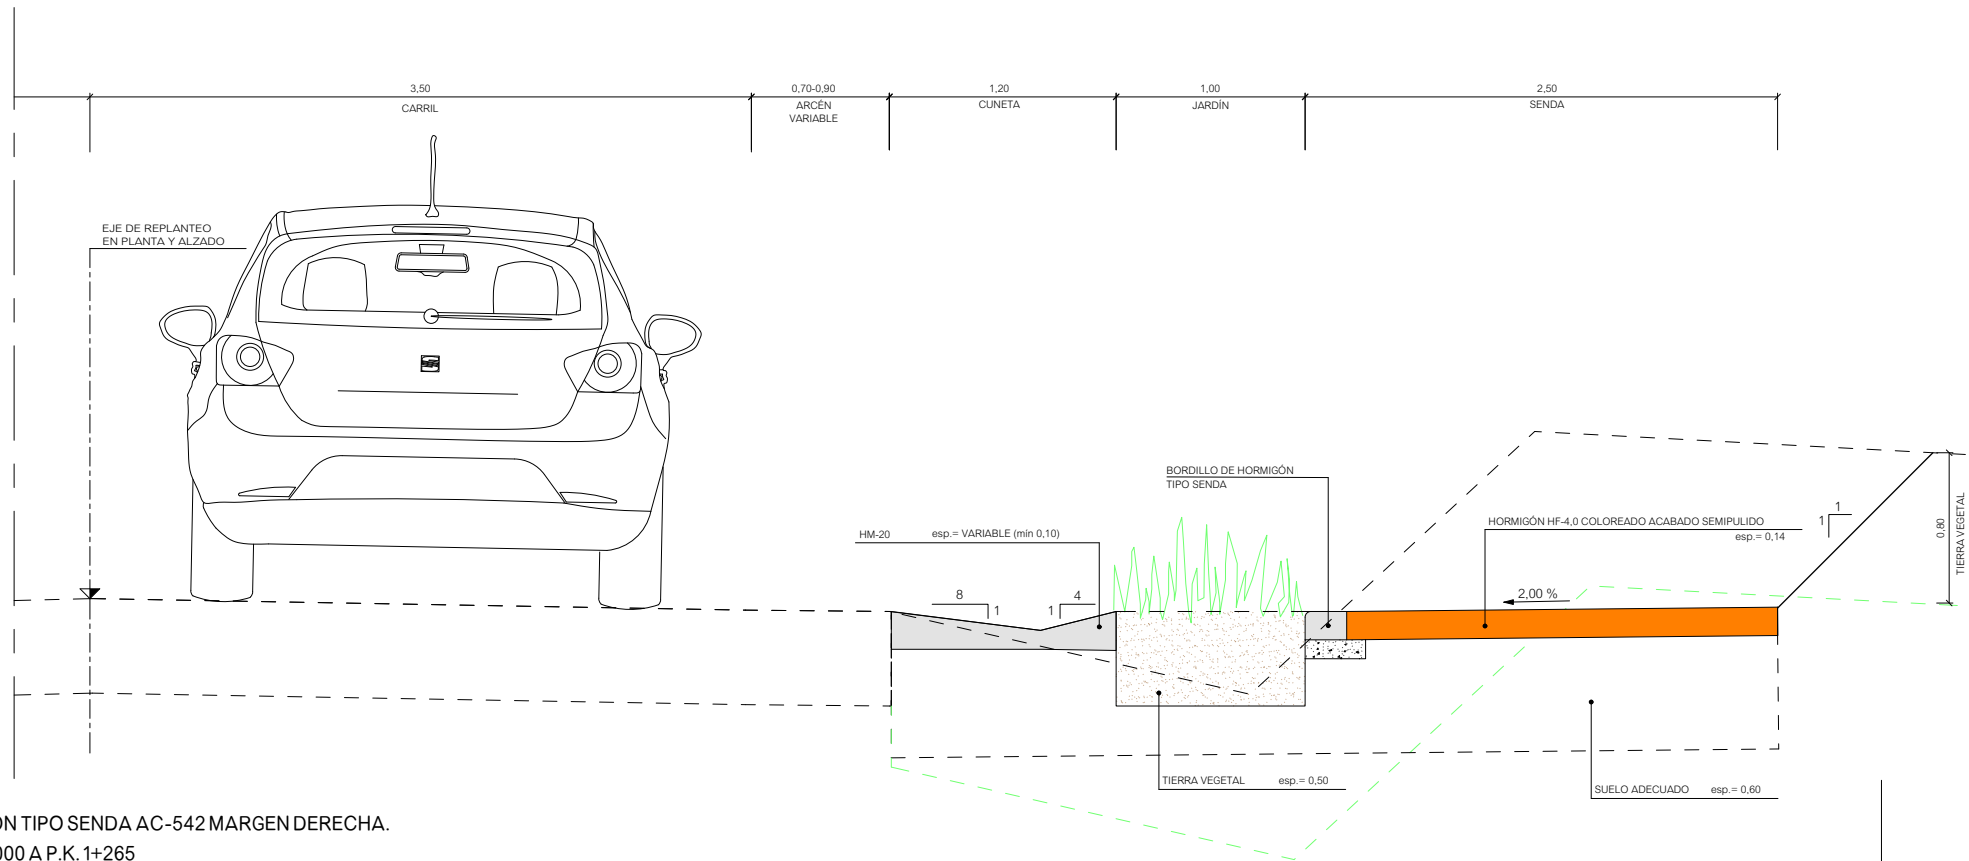 3,50
CARRIL
0,70-0,90
ARCÉN
VARIABLE
1,20
CUNETA
1,00
JARDÍN
2,50
SENDA
EJE DE REPLANTEO
EN PLANTA Y ALZADO
BORDILLO DE HORMIGÓN
TIPO SENDA
HM-20 esp.= VARIABLE (mín 0,10)
HORMIGÓN HF-4,0 COLOREADO ACABADO SEMIPULIDO
esp.= 0,14
1
1
0,80
TIERRA VEGETAL
8
1
4
1
2,00 %
TIERRA VEGETAL esp.= 0,50
SUELO ADECUADO esp.= 0,60
TIPO SENDA AC-542 MARGEN DERECHA.
A P.K. 1+265